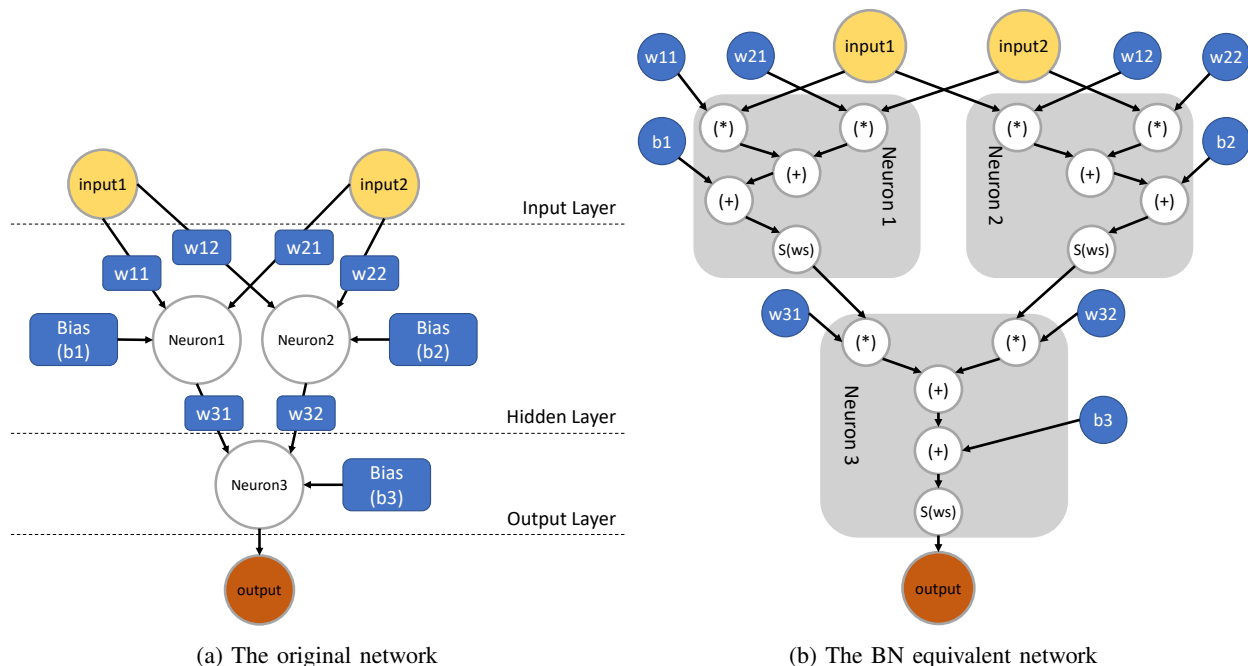 input1
input2
Input Layer
w12
w21
w11
w22
Bias
(b1)
Neuron1
Neuron2
Bias
(b2)
w31
w32
Hidden Layer
Neuron3
Bias
(b3)
Output Layer
output
(a) The original network
input1
input2
w11
w21
w12
w22
(*)
(*)
(*)
(*)
b1
b2
(+)
(+)
(+)
(+)
Neuron 1
Neuron 2
S(ws)
S(ws)
w31
w32
(*)
(*)
(+)
Neuron 3
b3
(+)
S(ws)
output
(b) The BN equivalent network